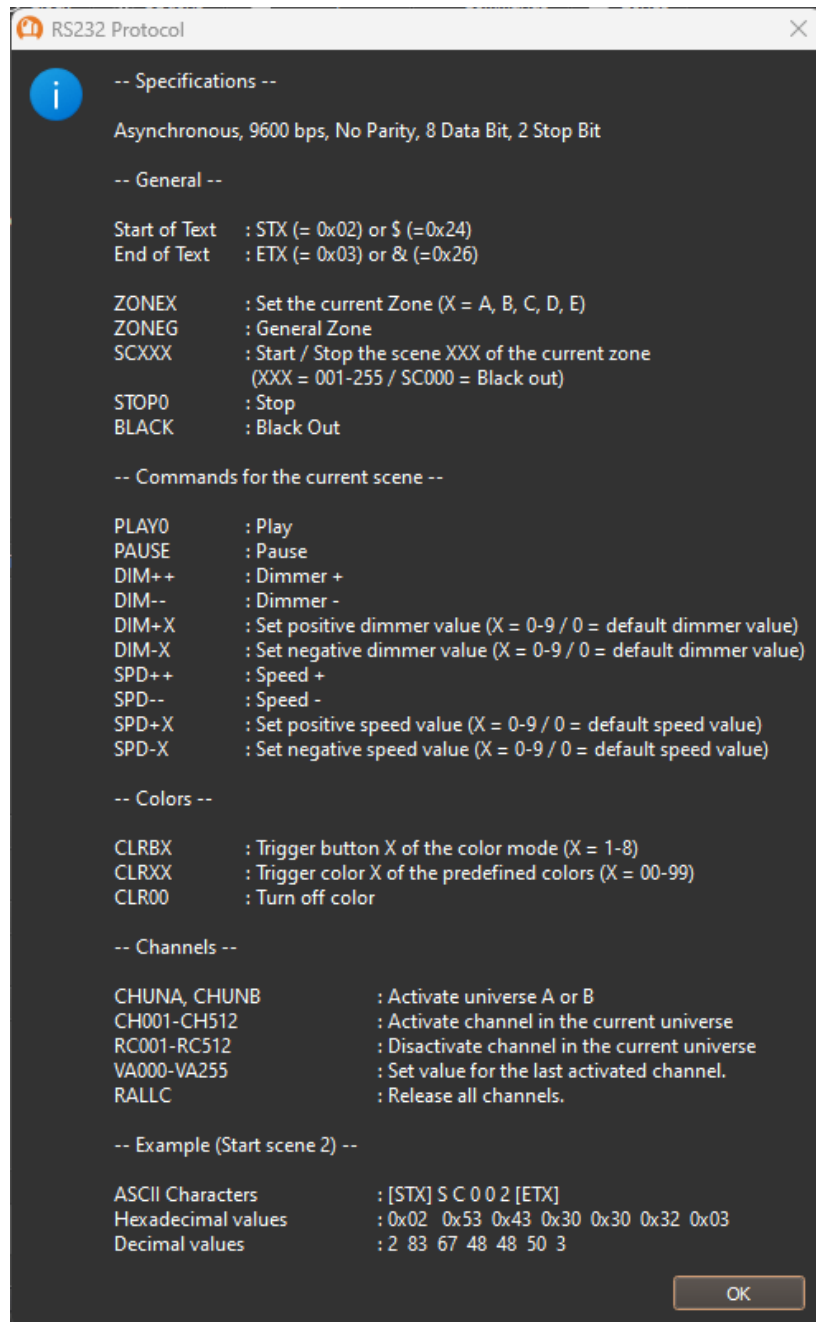 RS232 Protocol
-- Specifications --
Asynchronous, 9600 bps, No Parity, 8 Data Bit, 2 Stop Bit
-- General --
Start of Text : STX (= 0x02) or $ (=0x24)
End of Text : ETX (= 0x03) or & (=0x26)
ZONEX : Set the current Zone (X = A, B, C, D, E)
ZONEG : General Zone
SCXXX : Start / Stop the scene XXX of the current zone
(XXX = 001-255 / SC000 = Black out)
STOP0 : Stop
BLACK : Black Out
-- Commands for the current scene --
PLAY0 : Play
PAUSE : Pause
DIM++ : Dimmer +
DIM-- : Dimmer -
DIM+X : Set positive dimmer value (X = 0-9 / 0 = default dimmer value)
DIM-X : Set negative dimmer value (X = 0-9 / 0 = default dimmer value)
SPD++ : Speed +
SPD-- : Speed -
SPD+X : Set positive speed value (X = 0-9 / 0 = default speed value)
SPD-X : Set negative speed value (X = 0-9 / 0 = default speed value)
-- Colors --
CLRBX : Trigger button X of the color mode (X = 1-8)
CLRXX : Trigger color X of the predefined colors (X = 00-99)
CLR00 : Turn off color
-- Channels --
CHUNA, CHUNB : Activate universe A or B
CH001-CH512 : Activate channel in the current universe
RC001-RC512 : Disactivate channel in the current universe
VA000-VA255 : Set value for the last activated channel.
RALLC : Release all channels.
-- Example (Start scene 2) --
ASCII Characters : [STX] S C 0 0 2 [ETX]
Hexadecimal values : 0x02 0x53 0x43 0x30 0x30 0x32 0x03
Decimal values : 2 83 67 48 48 50 3
OK